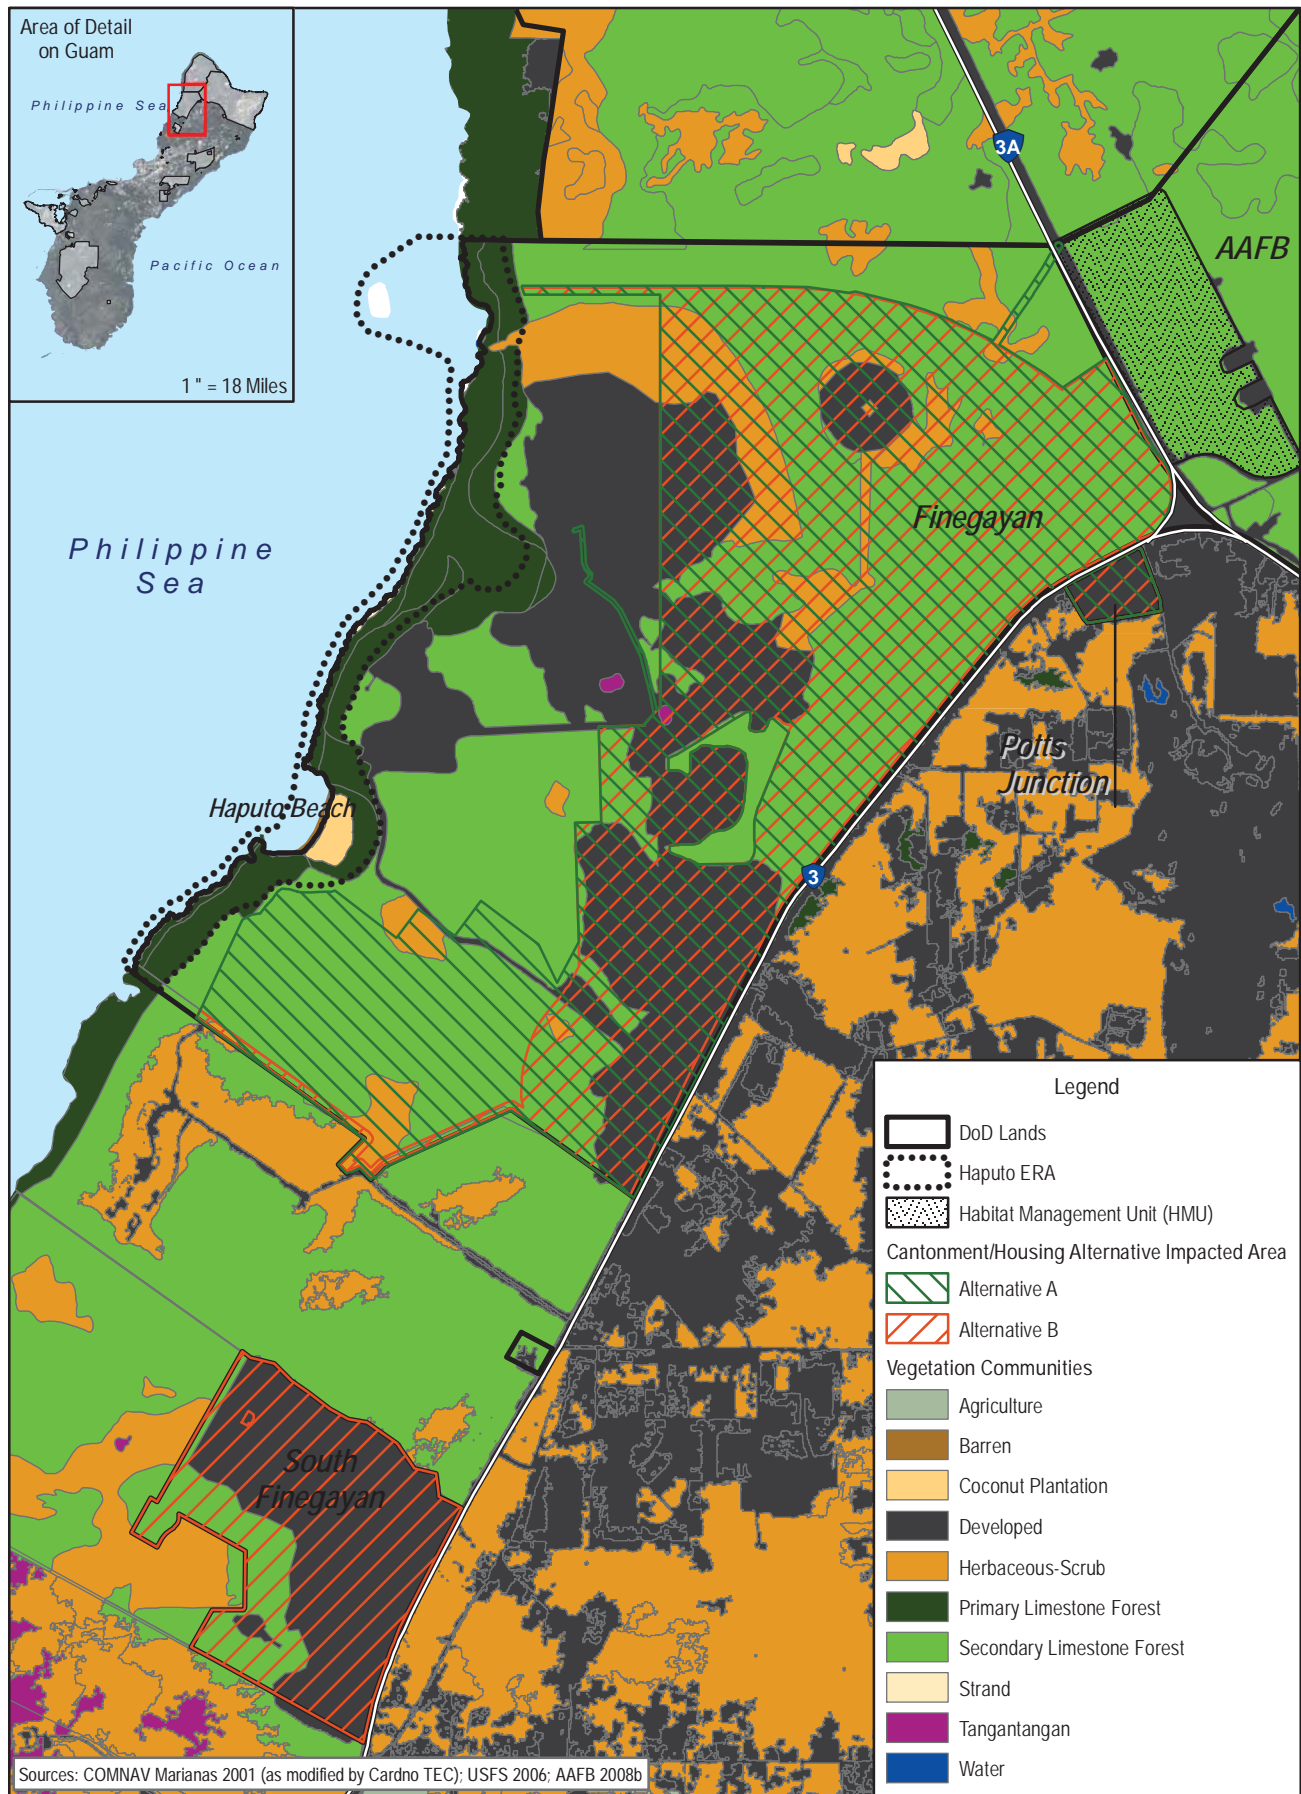 Area of Detail
on Guam
Philippine Sea
Pacific Ocean
1 " = 18 Miles
3A
AAFB
Finegayan
Philippine
Sea
Potts
Junction
Haputo Beach
3
South
Finegayan
Legend
DoD Lands
Haputo ERA
Habitat Management Unit (HMU)
Cantonment/Housing Alternative Impacted Area
Alternative A
Alternative B
Vegetation Communities
Agriculture
Barren
Coconut Plantation
Developed
Herbaceous-Scrub
Primary Limestone Forest
Secondary Limestone Forest
Strand
Tangantangan
Water
Sources: COMNAV Marianas 2001 (as modified by Cardno TEC); USFS 2006; AAFB 2008b